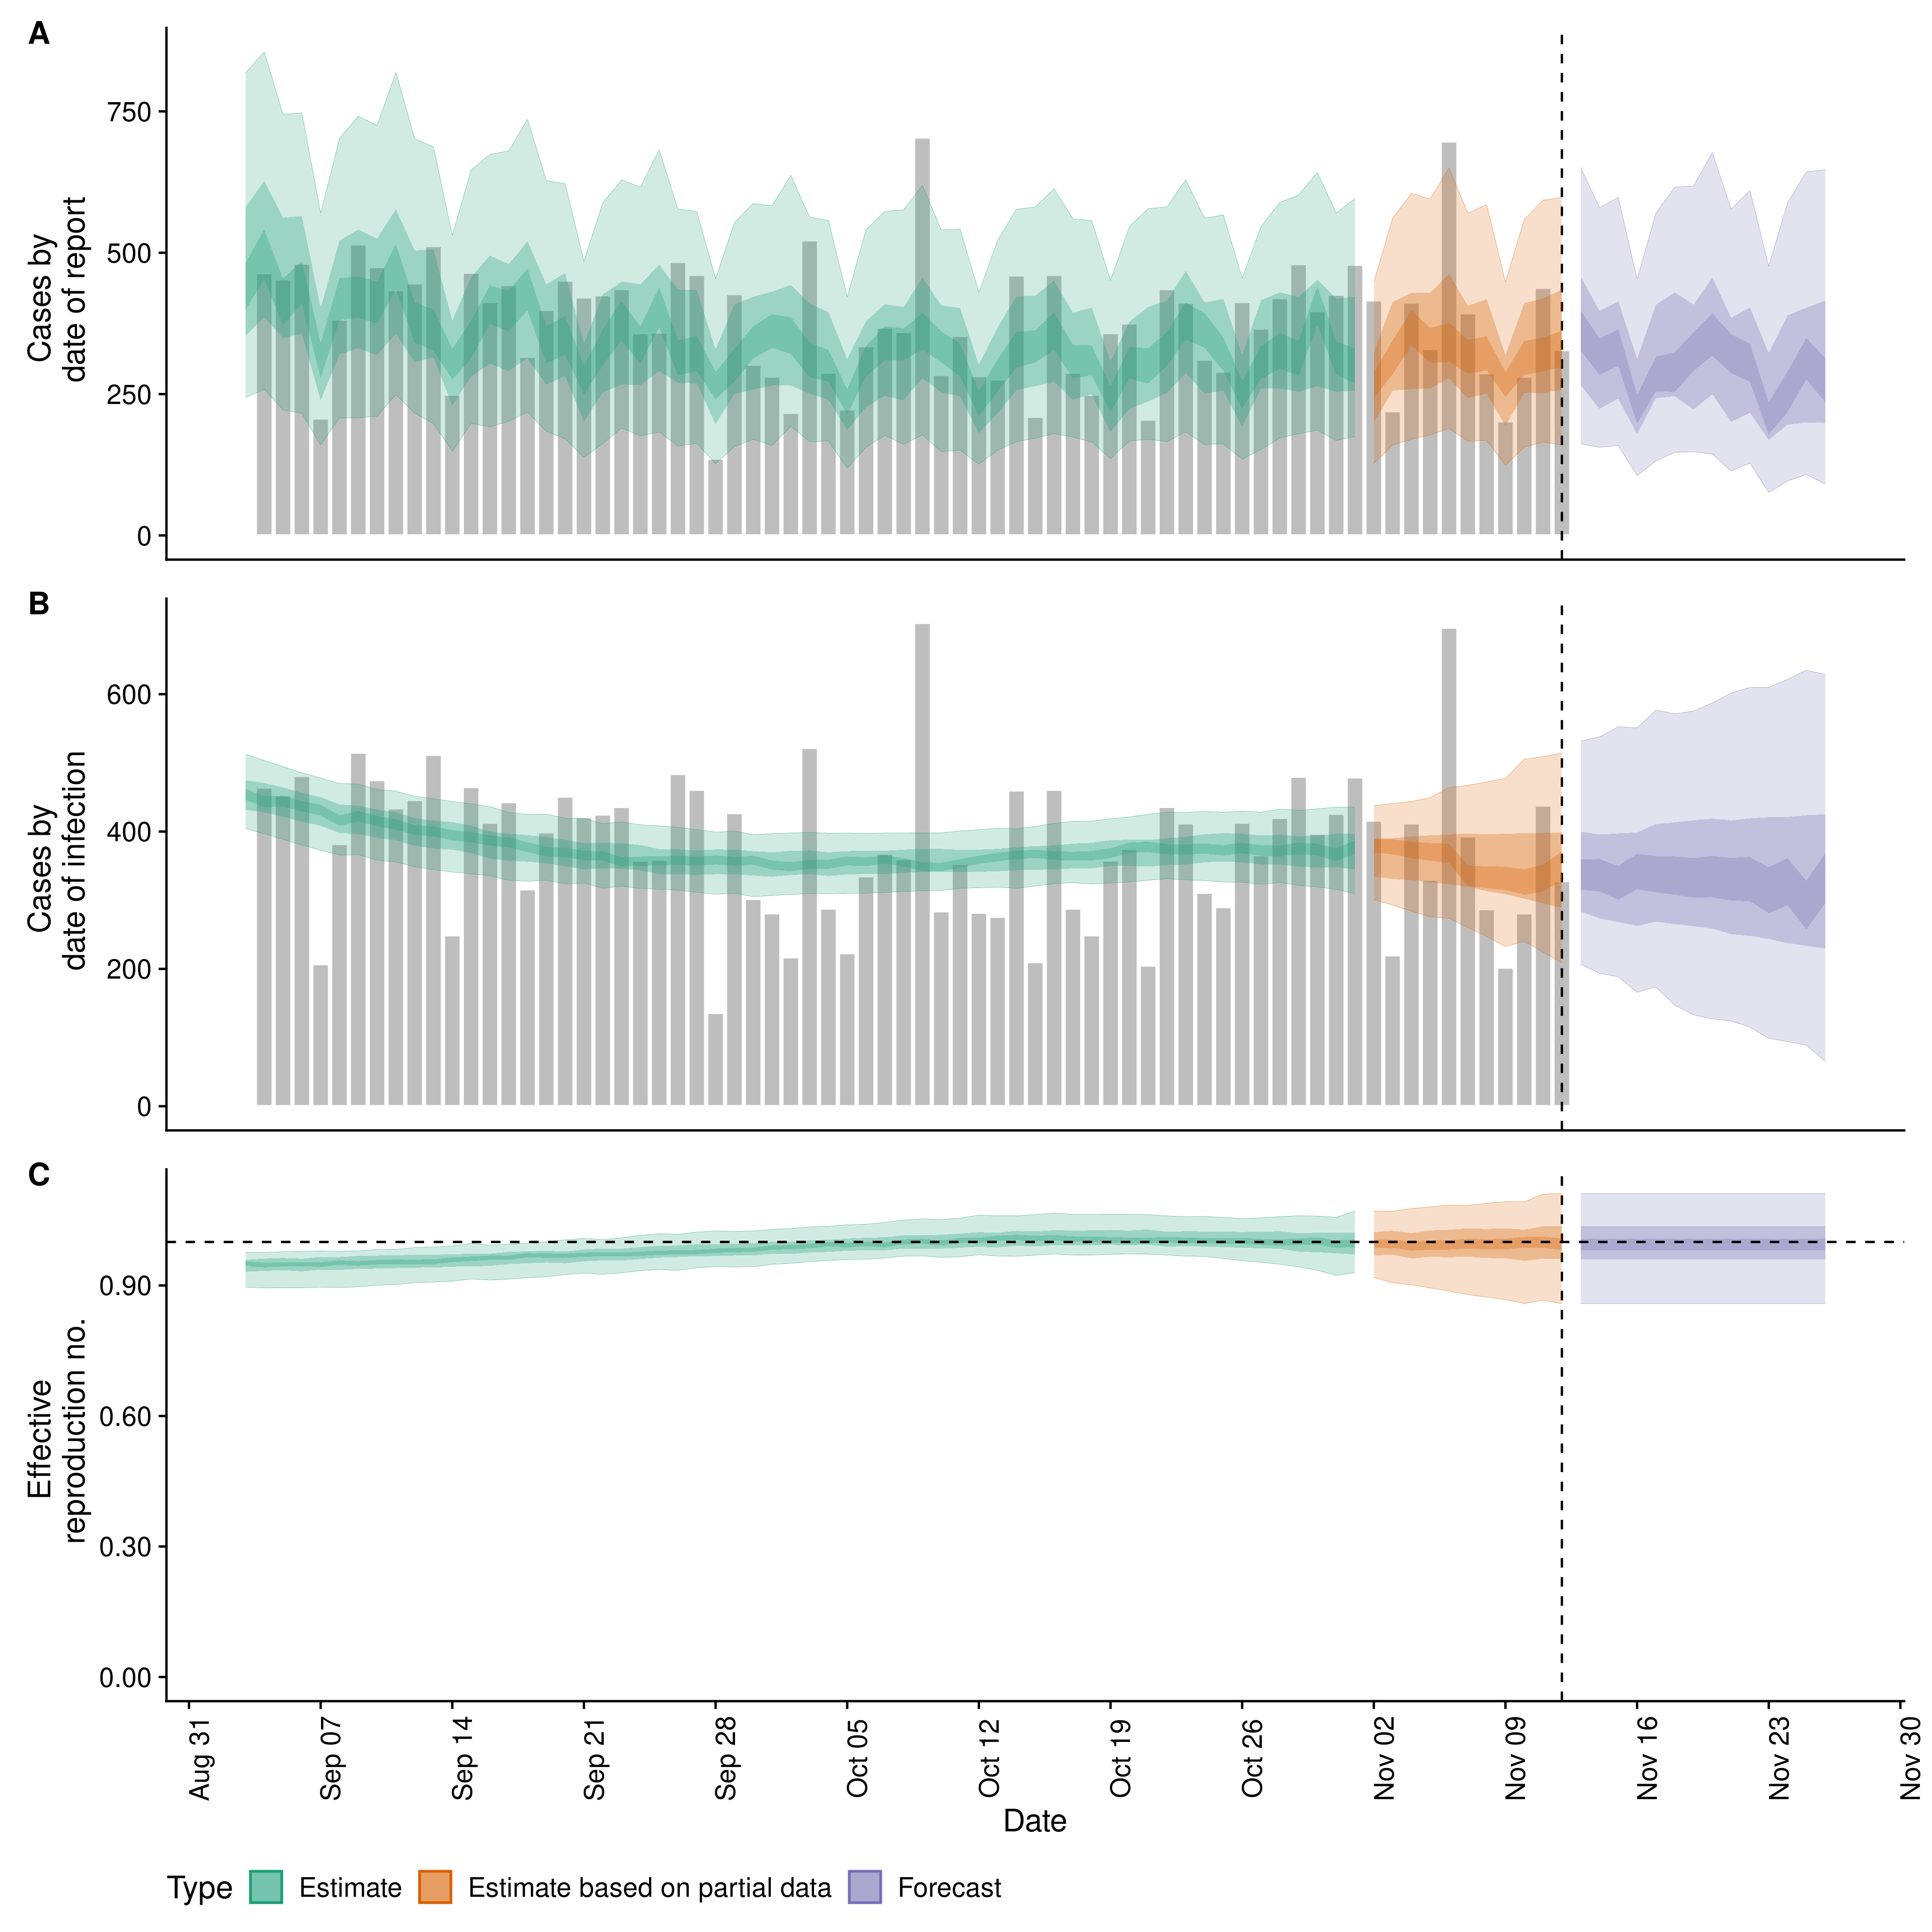 A
Cases by
date of report
750
500
250
0
B
Cases by
date of infection
600
400
200
0
C
Effective
reproduction no.
0.90
0.60
0.30
0.00
Aug 31
Sep 07
Sep 14
Sep 21
Sep 28
Oct 05
Oct 12
Oct 19
Oct 26
Nov 02
Nov 09
Nov 16
Nov 23
Nov 30
Date
Type
Estimate
Estimate based on partial data
Forecast